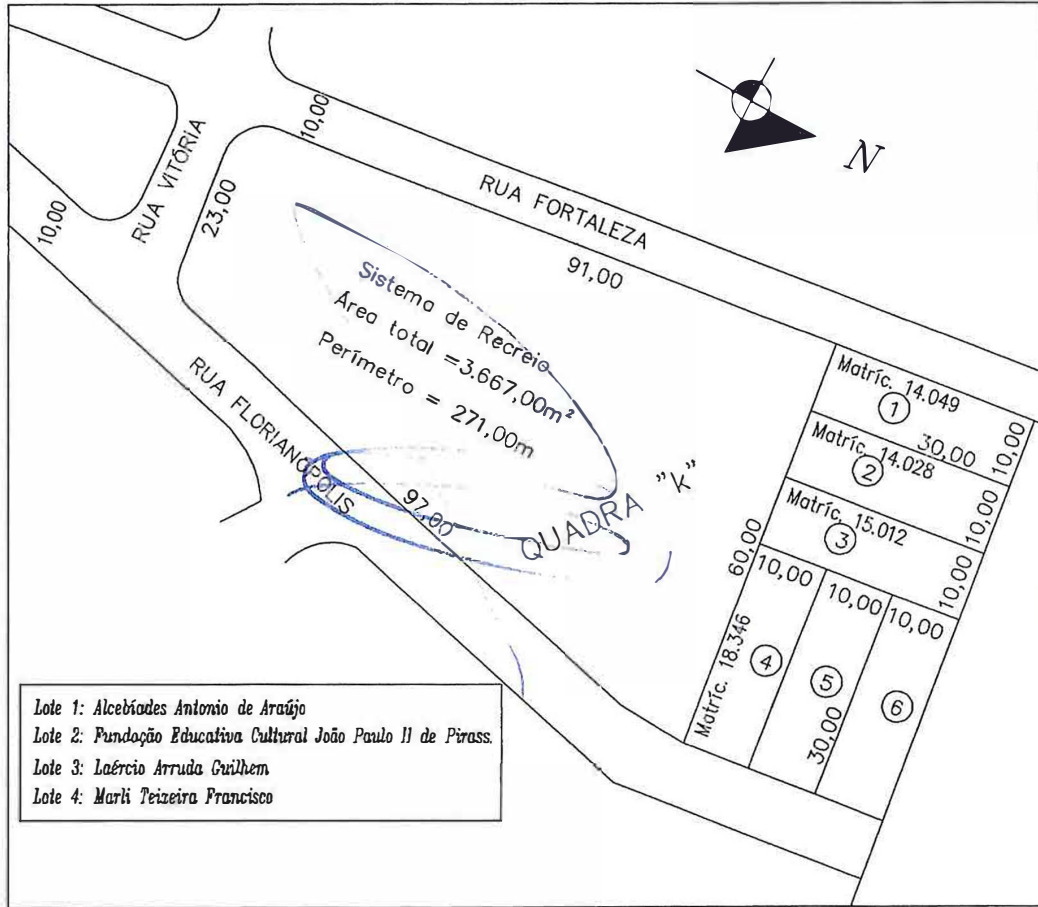 10,00
RUA VITÓRIA
10,00
23,00
N
RUA FORTALEZA
91,00
Sistema de Recreio
Área total =3.667,00m²
Perímetro = 271,00m
RUA FLORIANÓPOLIS
97,00
QUADRA "K"
60,00
Matríc. 14.049
1
30,00
10,00
Matríc. 14.028
2
10,00
Matríc. 15.012
3
10,00
10,00
10,00
10,00
Matríc. 18.346
4
5
30,00
6
Lote 1: Alcebíades Antonio de Araújo
Lote 2: Fundação Educativa Cultural João Paulo II de Pirass.
Lote 3: Laércio Arruda Guilhem
Lote 4: Marli Teixeira Francisco